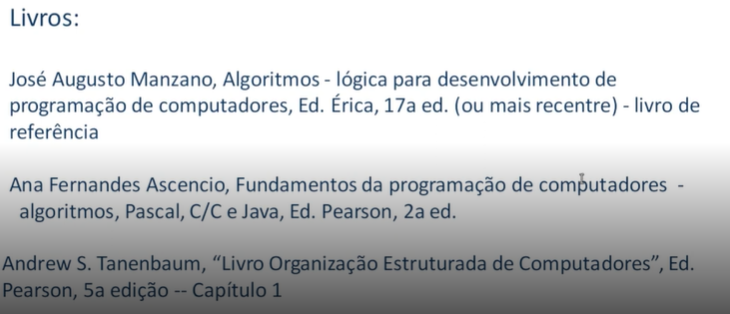 Livros:
José Augusto Manzano, Algoritmos - lógica para desenvolvimento de
programação de computadores, Ed. Érica, 17a ed. (ou mais recentre) - livro de
referência
Ana Fernandes Ascencio, Fundamentos da programação de computadores -
algoritmos, Pascal, C/C e Java, Ed. Pearson, 2a ed.
Andrew S. Tanenbaum, “Livro Organização Estruturada de Computadores”, Ed.
Pearson, 5a edição -- Capítulo 1